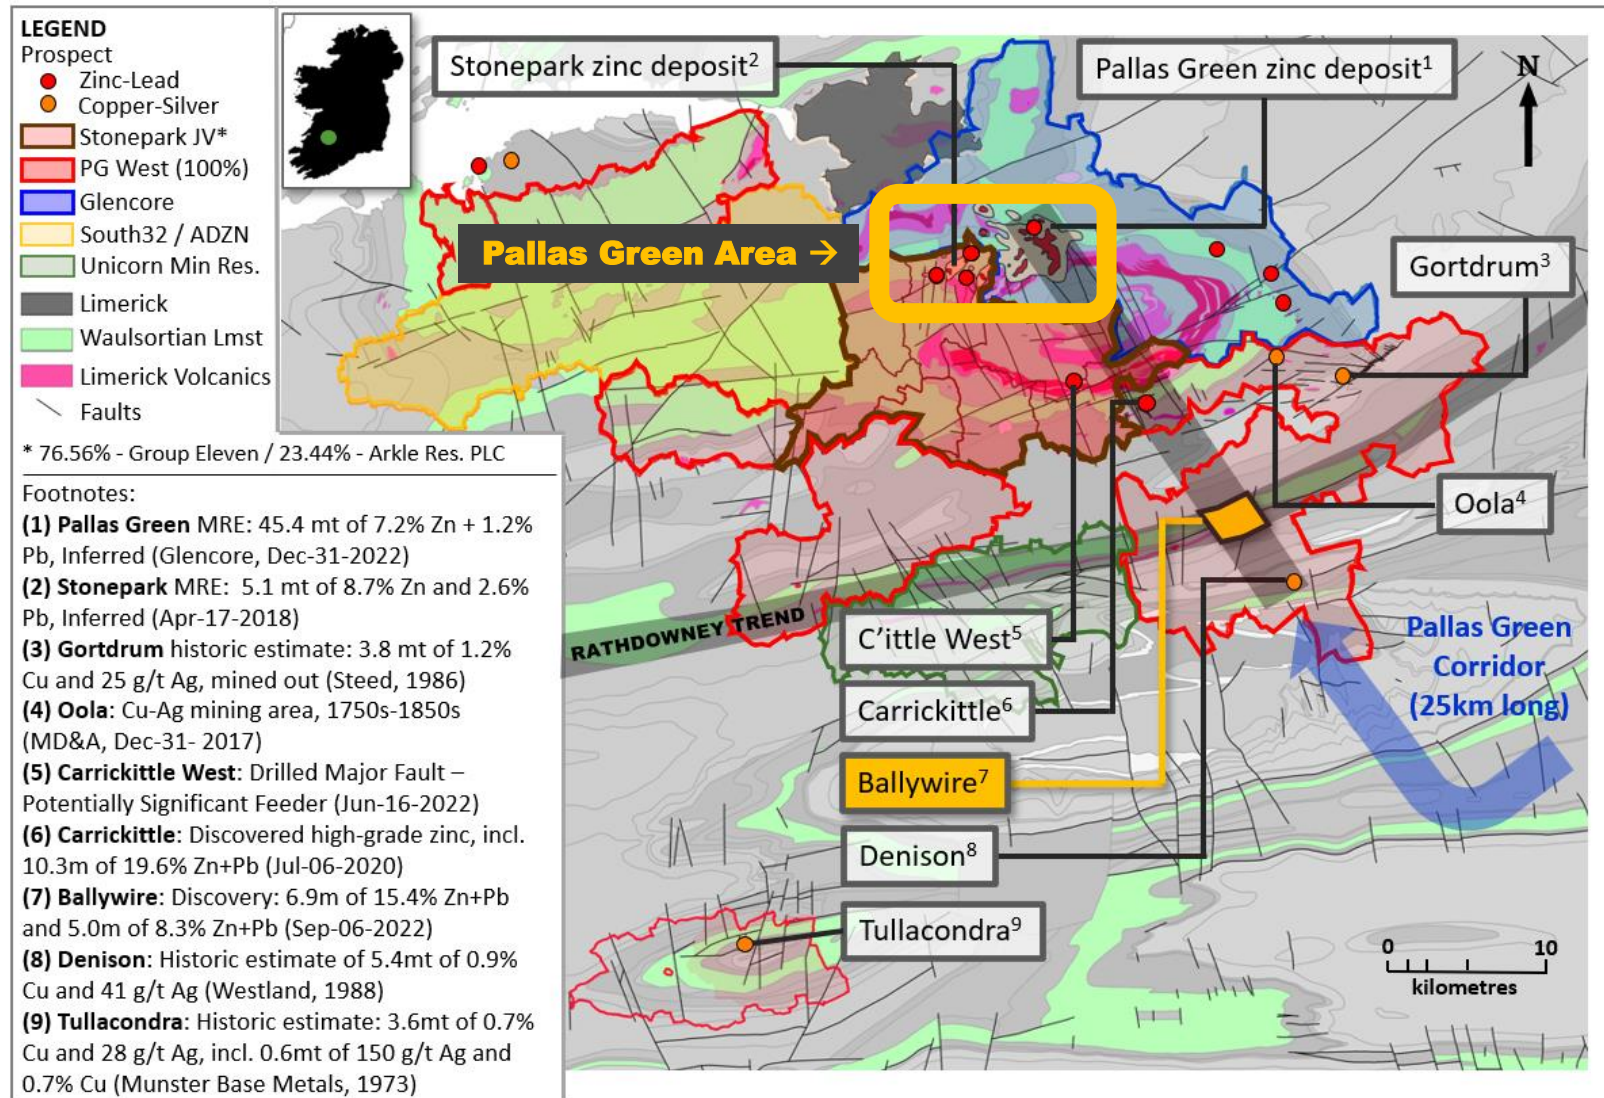 LEGEND
Prospect
Zinc-Lead
Copper-Silver
Stonepark JV*
PG West (100%)
Glencore
South32 / ADZN
Unicorn Min Res.
Limerick
Waulsortian Lmst
Limerick Volcanics
Faults
* 76.56% - Group Eleven / 23.44% - Arkle Res. PLC
Footnotes:
(1) Pallas Green MRE: 45.4 mt of 7.2% Zn + 1.2%
Pb, Inferred (Glencore, Dec-31-2022)
(2) Stonepark MRE: 5.1 mt of 8.7% Zn and 2.6%
Pb, Inferred (Apr-17-2018)
(3) Gortdrum historic estimate: 3.8 mt of 1.2%
Cu and 25 g/t Ag, mined out (Steed, 1986)
(4) Oola: Cu-Ag mining area, 1750s-1850s
(MD&A, Dec-31- 2017)
(5) Carrickittle West: Drilled Major Fault –
Potentially Significant Feeder (Jun-16-2022)
(6) Carrickittle: Discovered high-grade zinc, incl.
10.3m of 19.6% Zn+Pb (Jul-06-2020)
(7) Ballywire: Discovery: 6.9m of 15.4% Zn+Pb
and 5.0m of 8.3% Zn+Pb (Sep-06-2022)
(8) Denison: Historic estimate of 5.4mt of 0.9%
Cu and 41 g/t Ag (Westland, 1988)
(9) Tullacondra: Historic estimate: 3.6mt of 0.7%
Cu and 28 g/t Ag, incl. 0.6mt of 150 g/t Ag and
0.7% Cu (Munster Base Metals, 1973)
Stonepark zinc deposit²
Pallas Green zinc deposit¹
N
Pallas Green Area →
Gortdrum³
Oola⁴
RATHDOWNEY TREND
C'ittle West⁵
Carrickittle⁶
Ballywire⁷
Denison⁸
Tullacondra⁹
Pallas Green
Corridor
(25km long)
0 10
kilometres